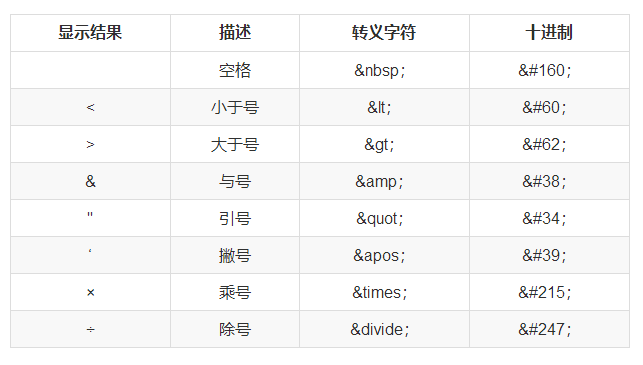 显示结果 描述 转义字符 十进制
空格 &nbsp; &#160;
< 小于号 &lt; &#60;
> 大于号 &gt; &#62;
& 与号 &amp; &#38;
" 引号 &quot; &#34;
‘ 撇号 &apos; &#39;
× 乘号 &times; &#215;
÷ 除号 &divide; &#247;